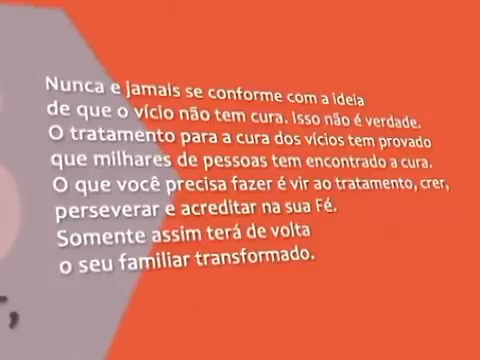 Nunca e jamais se conforme com a ideia
de que o vício não tem cura. Isso não é verdade.
O tratamento para a cura dos vícios tem provado
que milhares de pessoas tem encontrado a cura.
O que você precisa fazer é vir ao tratamento, crer,
perseverar e acreditar na sua Fé.
Somente assim terá de volta
o seu familiar transformado.